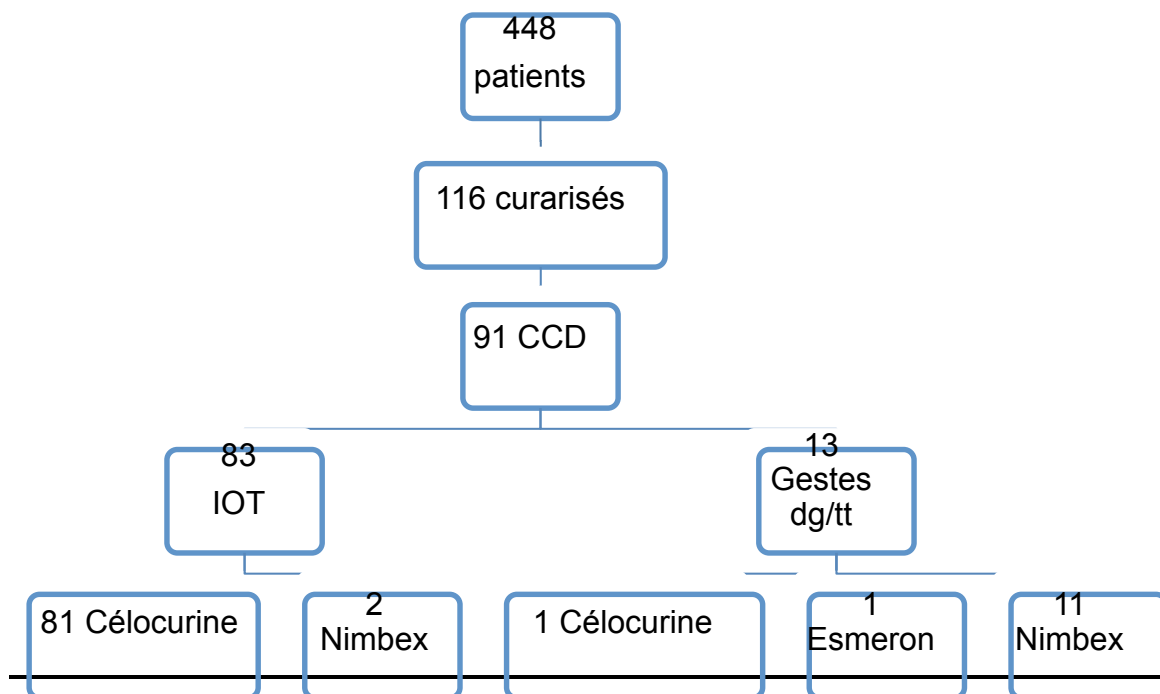 448
patients
116 curarisés
91 CCD
83
IOT
13
Gestes
dg/tt
81 Célocurine
2
Nimbex
1 Célocurine
1
Esmeron
11
Nimbex